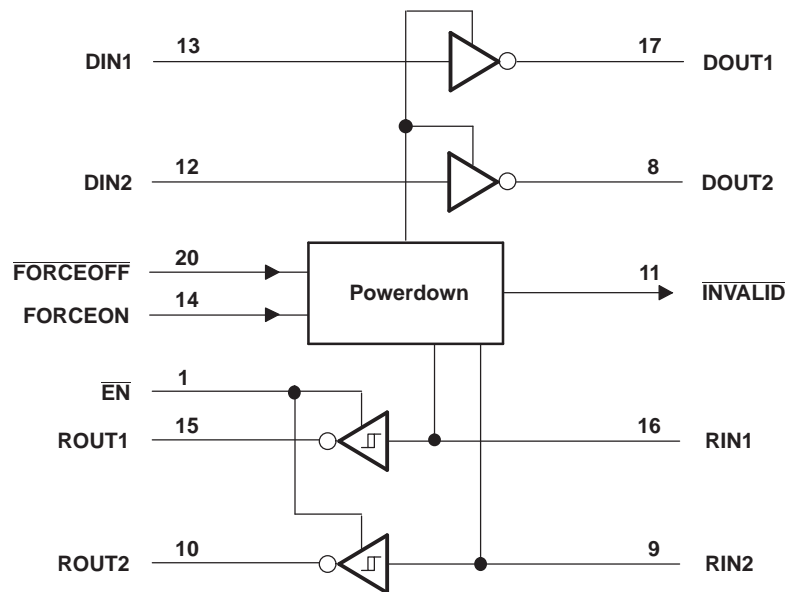 DIN1 13 17 DOUT1
DIN2 12 8 DOUT2
FORCEOFF 20 Powerdown 11 INVALID
FORCEON 14
EN 1
ROUT1 15 16 RIN1
ROUT2 10 9 RIN2